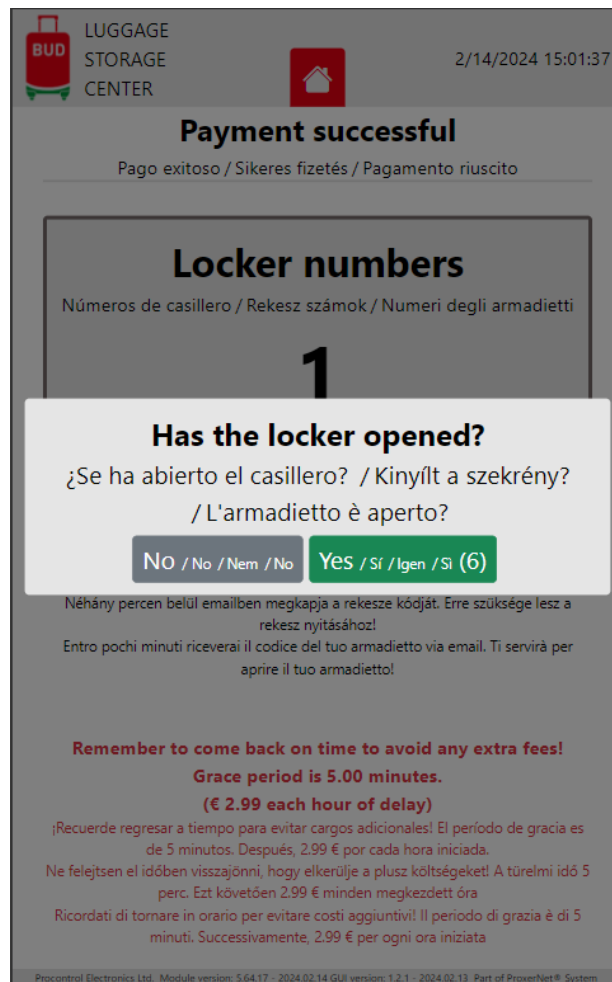 LUGGAGE
STORAGE
CENTER
BUD
2/14/2024 15:01:37
Payment successful
Pago exitoso / Sikeres fizetés / Pagamento riuscito
Locker numbers
Números de casillero / Rekesz számok / Numeri degli armadietti
1
Has the locker opened?
¿Se ha abierto el casillero? / Kinyílt a szekrény?
/ L'armadietto è aperto?
No / No / Nem / No
Yes / Sí / Igen / Sì (6)
Néhány percen belül emailben megkapja a rekesze kódját. Erre szüksége lesz a
rekesz nyitásához!
Entro pochi minuti riceverai il codice del tuo armadietto via email. Ti servirà per
aprire il tuo armadietto!
Remember to come back on time to avoid any extra fees!
Grace period is 5.00 minutes.
(€ 2.99 each hour of delay)
¡Recuerde regresar a tiempo para evitar cargos adicionales! El período de gracia es
de 5 minutos. Después, 2.99 € por cada hora iniciada.
Ne felejtsen el időben visszajönni, hogy elkerülje a plusz költségeket! A türelmi idő 5
perc. Ezt követően 2.99 € minden megkezdett óra
Ricordati di tornare in orario per evitare costi aggiuntivi! Il periodo di grazia è di 5
minuti. Successivamente, 2.99 € per ogni ora iniziata
Procontrol Electronics Ltd. Module version: 5.64.17 - 2024.02.14 GUI version: 1.2.1 - 2024.02.13 Part of ProxerNet® System